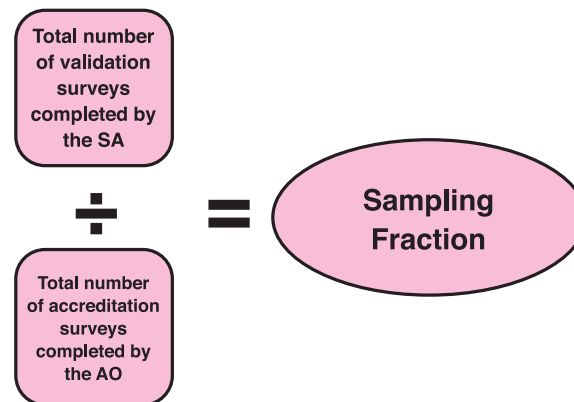 Total number
of validation
surveys
completed by
the SA
÷
=
Sampling
Fraction
Total number
of accreditation
surveys
completed by
the AO